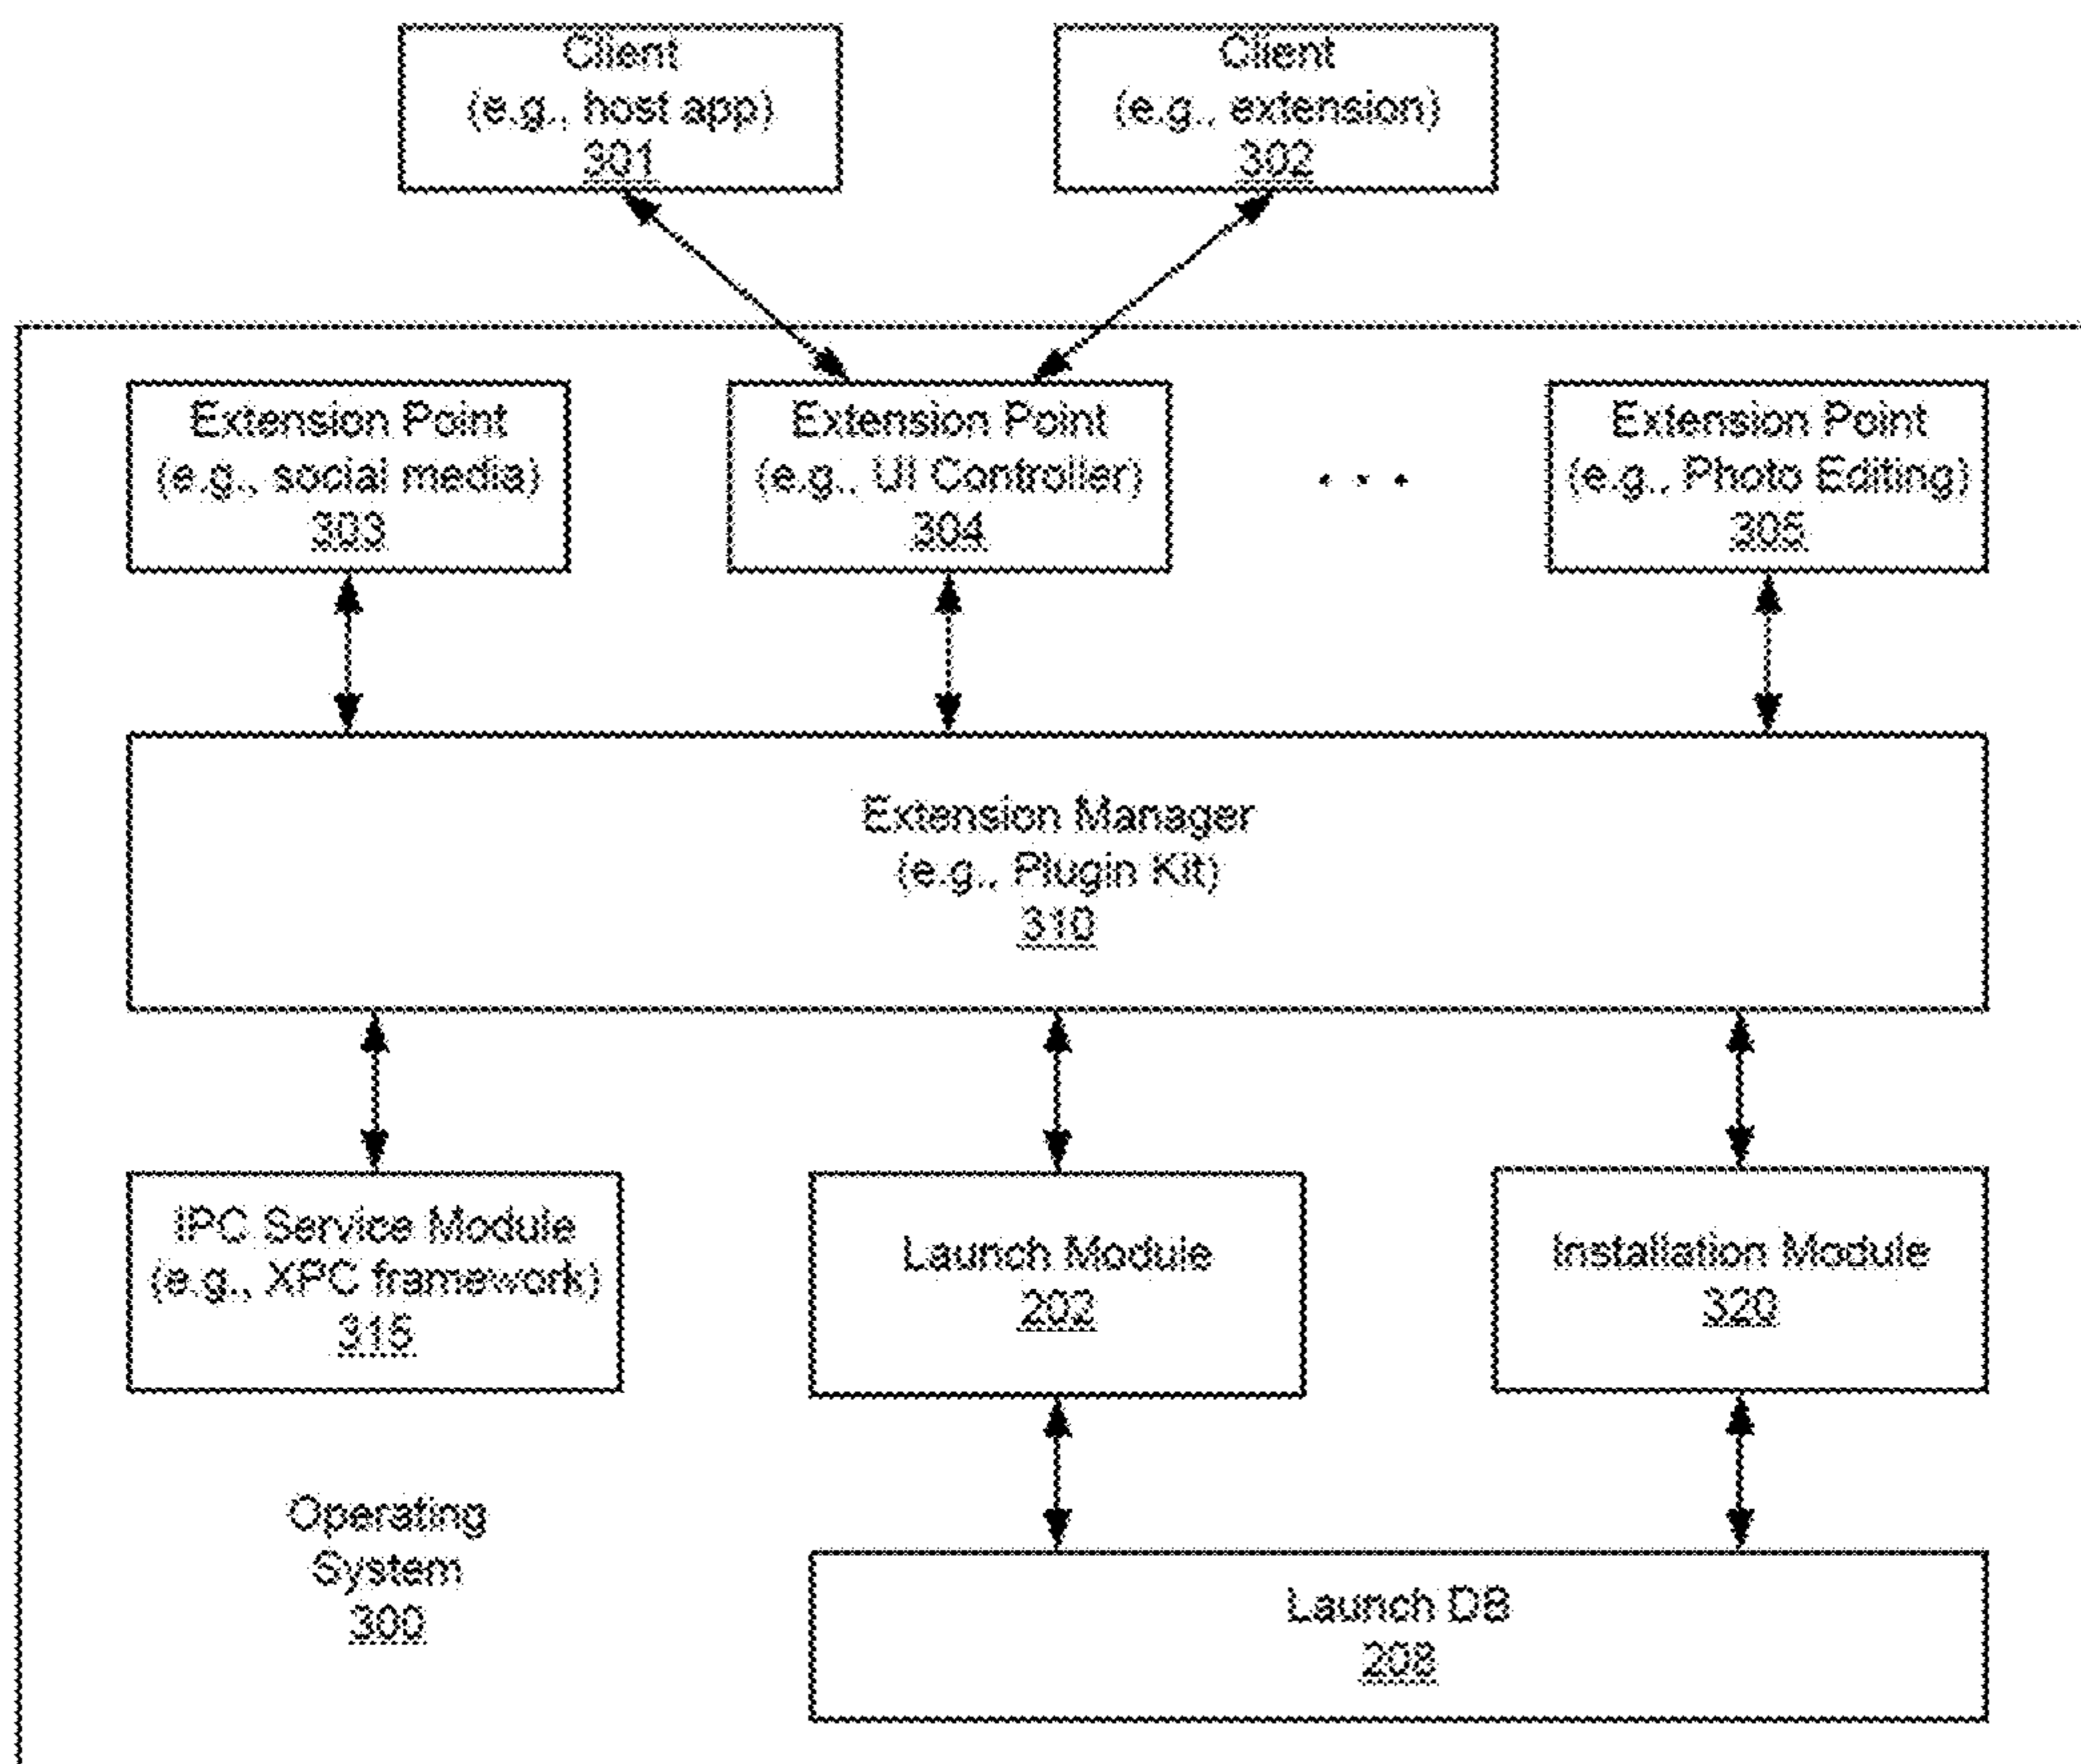 Client
(e.g., host app)
301
Client
(e.g., extension)
302
Extension Point
(e.g., social media)
303
Extension Point
(e.g., UI Controller)
304
. . .
Extension Point
(e.g., Photo Editing)
305
Extension Manager
(e.g., Plugin Kit)
310
IPC Service Module
(e.g., XPC framework)
315
Launch Module
202
Installation Module
320
Operating
System
300
Launch DB
208